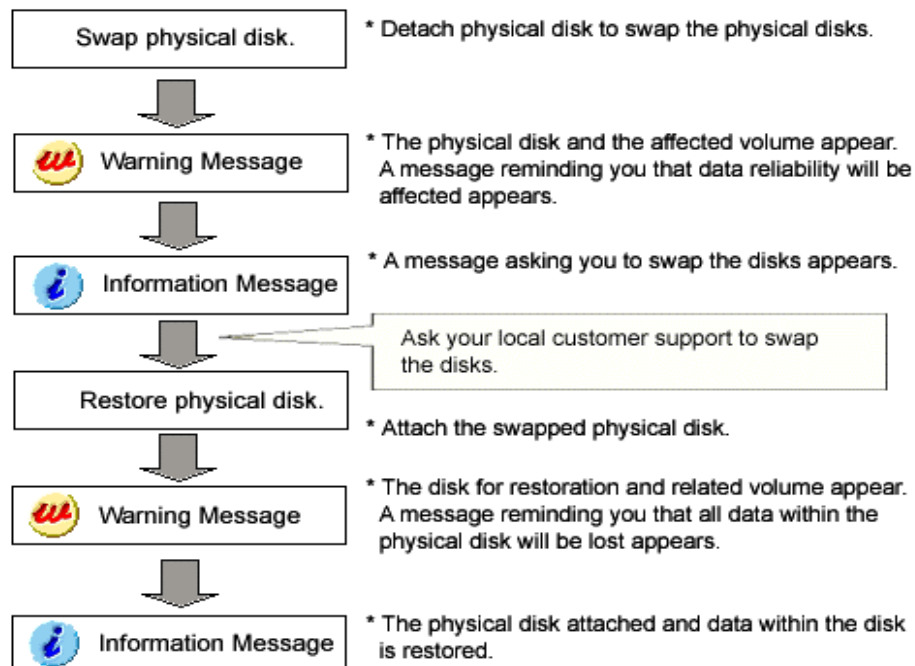 Swap physical disk.
* Detach physical disk to swap the physical disks.
w Warning Message
* The physical disk and the affected volume appear.
A message reminding you that data reliability will be
affected appears.
i Information Message
* A message asking you to swap the disks appears.
Ask your local customer support to swap
the disks.
Restore physical disk.
* Attach the swapped physical disk.
w Warning Message
* The disk for restoration and related volume appear.
A message reminding you that all data within the
physical disk will be lost appears.
i Information Message
* The physical disk attached and data within the disk
is restored.